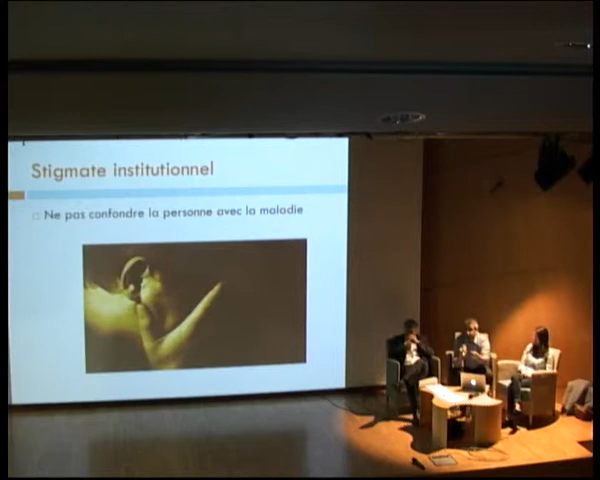 Stigmate institutionnel
Ne pas confondre la personne avec la maladie